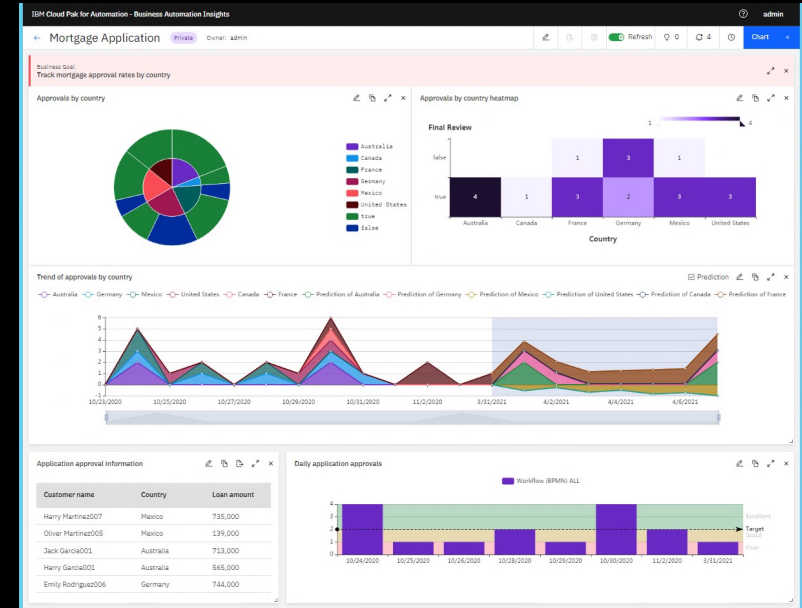 IBM Cloud Pak for Automation - Business Automation Insights
admin
Mortgage Application
Private
Owner: admin
Refresh
0
4
Chart +
Business Goal
Track mortgage approval rates by country
Approvals by country
Australia
Canada
France
Germany
Mexico
United States
true
false
Approvals by country heatmap
1
4
Final Review
false
1
3
1
true
4
1
3
2
3
3
Australia
Canada
France
Germany
Mexico
United States
Country
Trend of approvals by country
Prediction
Australia
Germany
Mexico
United States
Canada
France
Prediction of Australia
Prediction of Germany
Prediction of Mexico
Prediction of United States
Prediction of Canada
Prediction of France
6
5
4
3
2
1
0
-1
10/23/2020
10/25/2020
10/27/2020
10/29/2020
10/31/2020
11/2/2020
3/31/2021
4/2/2021
4/4/2021
4/6/2021
Application approval information
Customer name Country Loan amount
Harry Martinez007 Mexico 735,000
Oliver Martinez005 Mexico 139,000
Jack Garcia001 Australia 713,000
Harry Garcia001 Australia 565,000
Emily Rodriguez006 Germany 744,000
Daily application approvals
Workflow (BPMN) ALL
4
3
2
1
0
Excellent
Target
Good
Poor
10/24/2020
10/25/2020
10/26/2020
10/28/2020
10/29/2020
10/30/2020
11/2/2020
3/31/2021